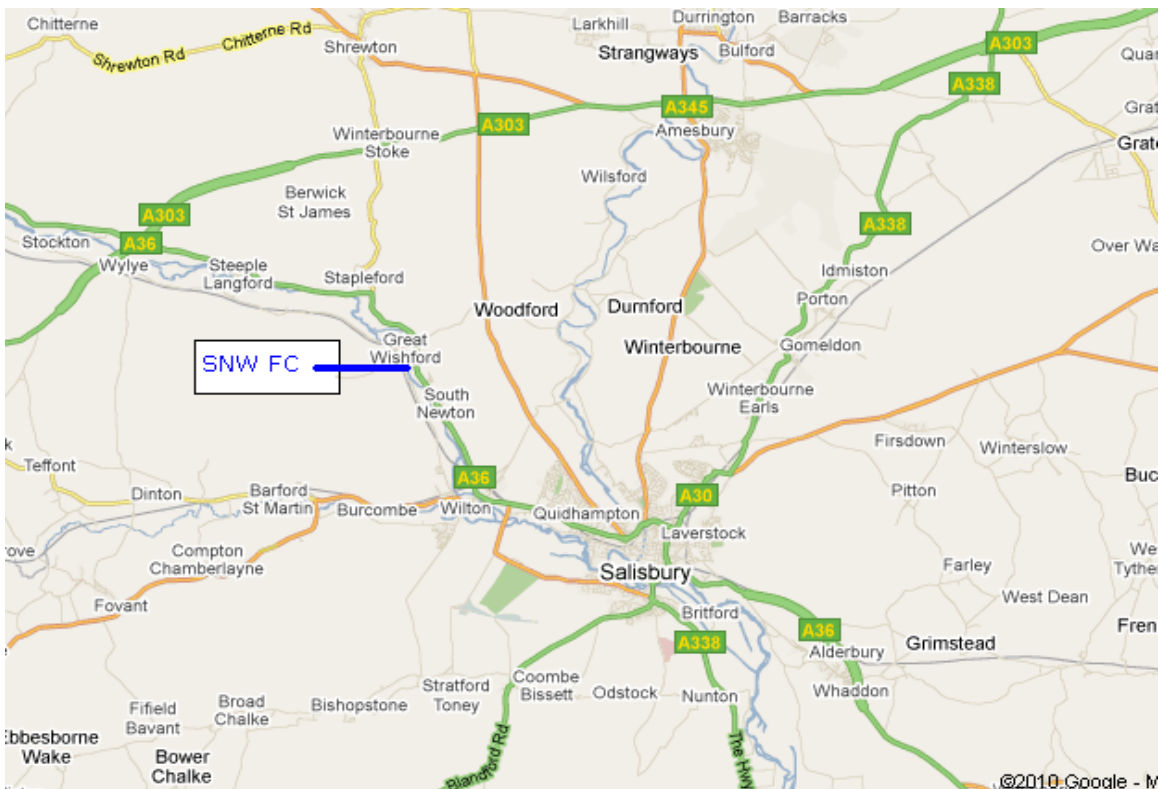 Chitterne
Chitterne Rd
Shrewton Rd
Shrewton
Larkhill
Durrington
Barracks
Strangways
Bulford
A303
A338
Quar
Grat
A345
A303
Amesbury
Grate
Winterbourne
Stoke
Wilsford
Berwick
St James
A303
A338
Stockton
A36
Over Wa
Wylye
Steeple
Langford
Stapleford
Idmiston
Porton
Woodford
Durnford
Great
Wishford
Winterbourne
Gomeldon
SNW FC
South
Newton
Winterbourne
Earls
Firsdown
Winterslow
k
Teffont
A36
Buc
Dinton
Barford
St Martin
Burcombe
Wilton
Quidhampton
A30
Pitton
Laverstock
rove
Compton
Chamberlayne
We
Tyther
Salisbury
Farley
Fovant
West Dean
Britford
A338
A36
Fren
Grimstead
Alderbury
Coombe
Bissett
Odstock
Nunton
Whaddon
Stratford
Toney
Bishopstone
Broad
Chalke
Fifield
Bavant
Ebbesborne
Wake
Bower
Chalke
Blandford Rd
The Hwy
©2010 Google - M